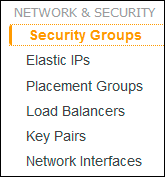 NETWORK & SECURITY
Security Groups
Elastic IPs
Placement Groups
Load Balancers
Key Pairs
Network Interfaces